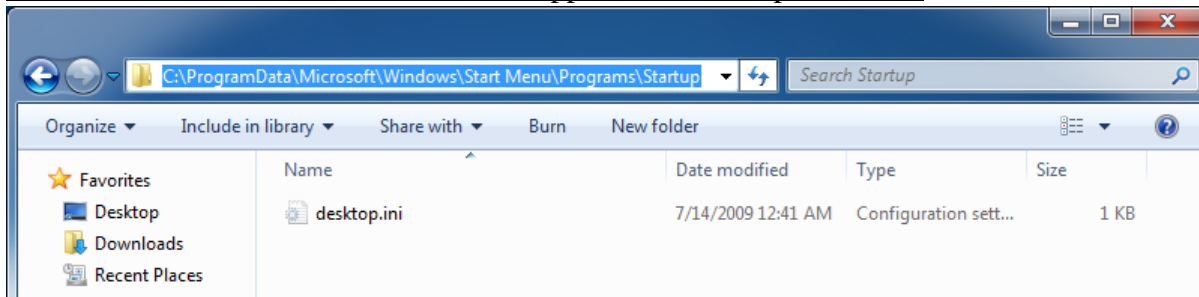 C:\ProgramData\Microsoft\Windows\Start Menu\Programs\Startup
Search Startup
Organize
Include in library
Share with
Burn
New folder
Favorites
Desktop
Downloads
Recent Places
Name
Date modified
Type
Size
desktop.ini
7/14/2009 12:41 AM
Configuration sett...
1 KB